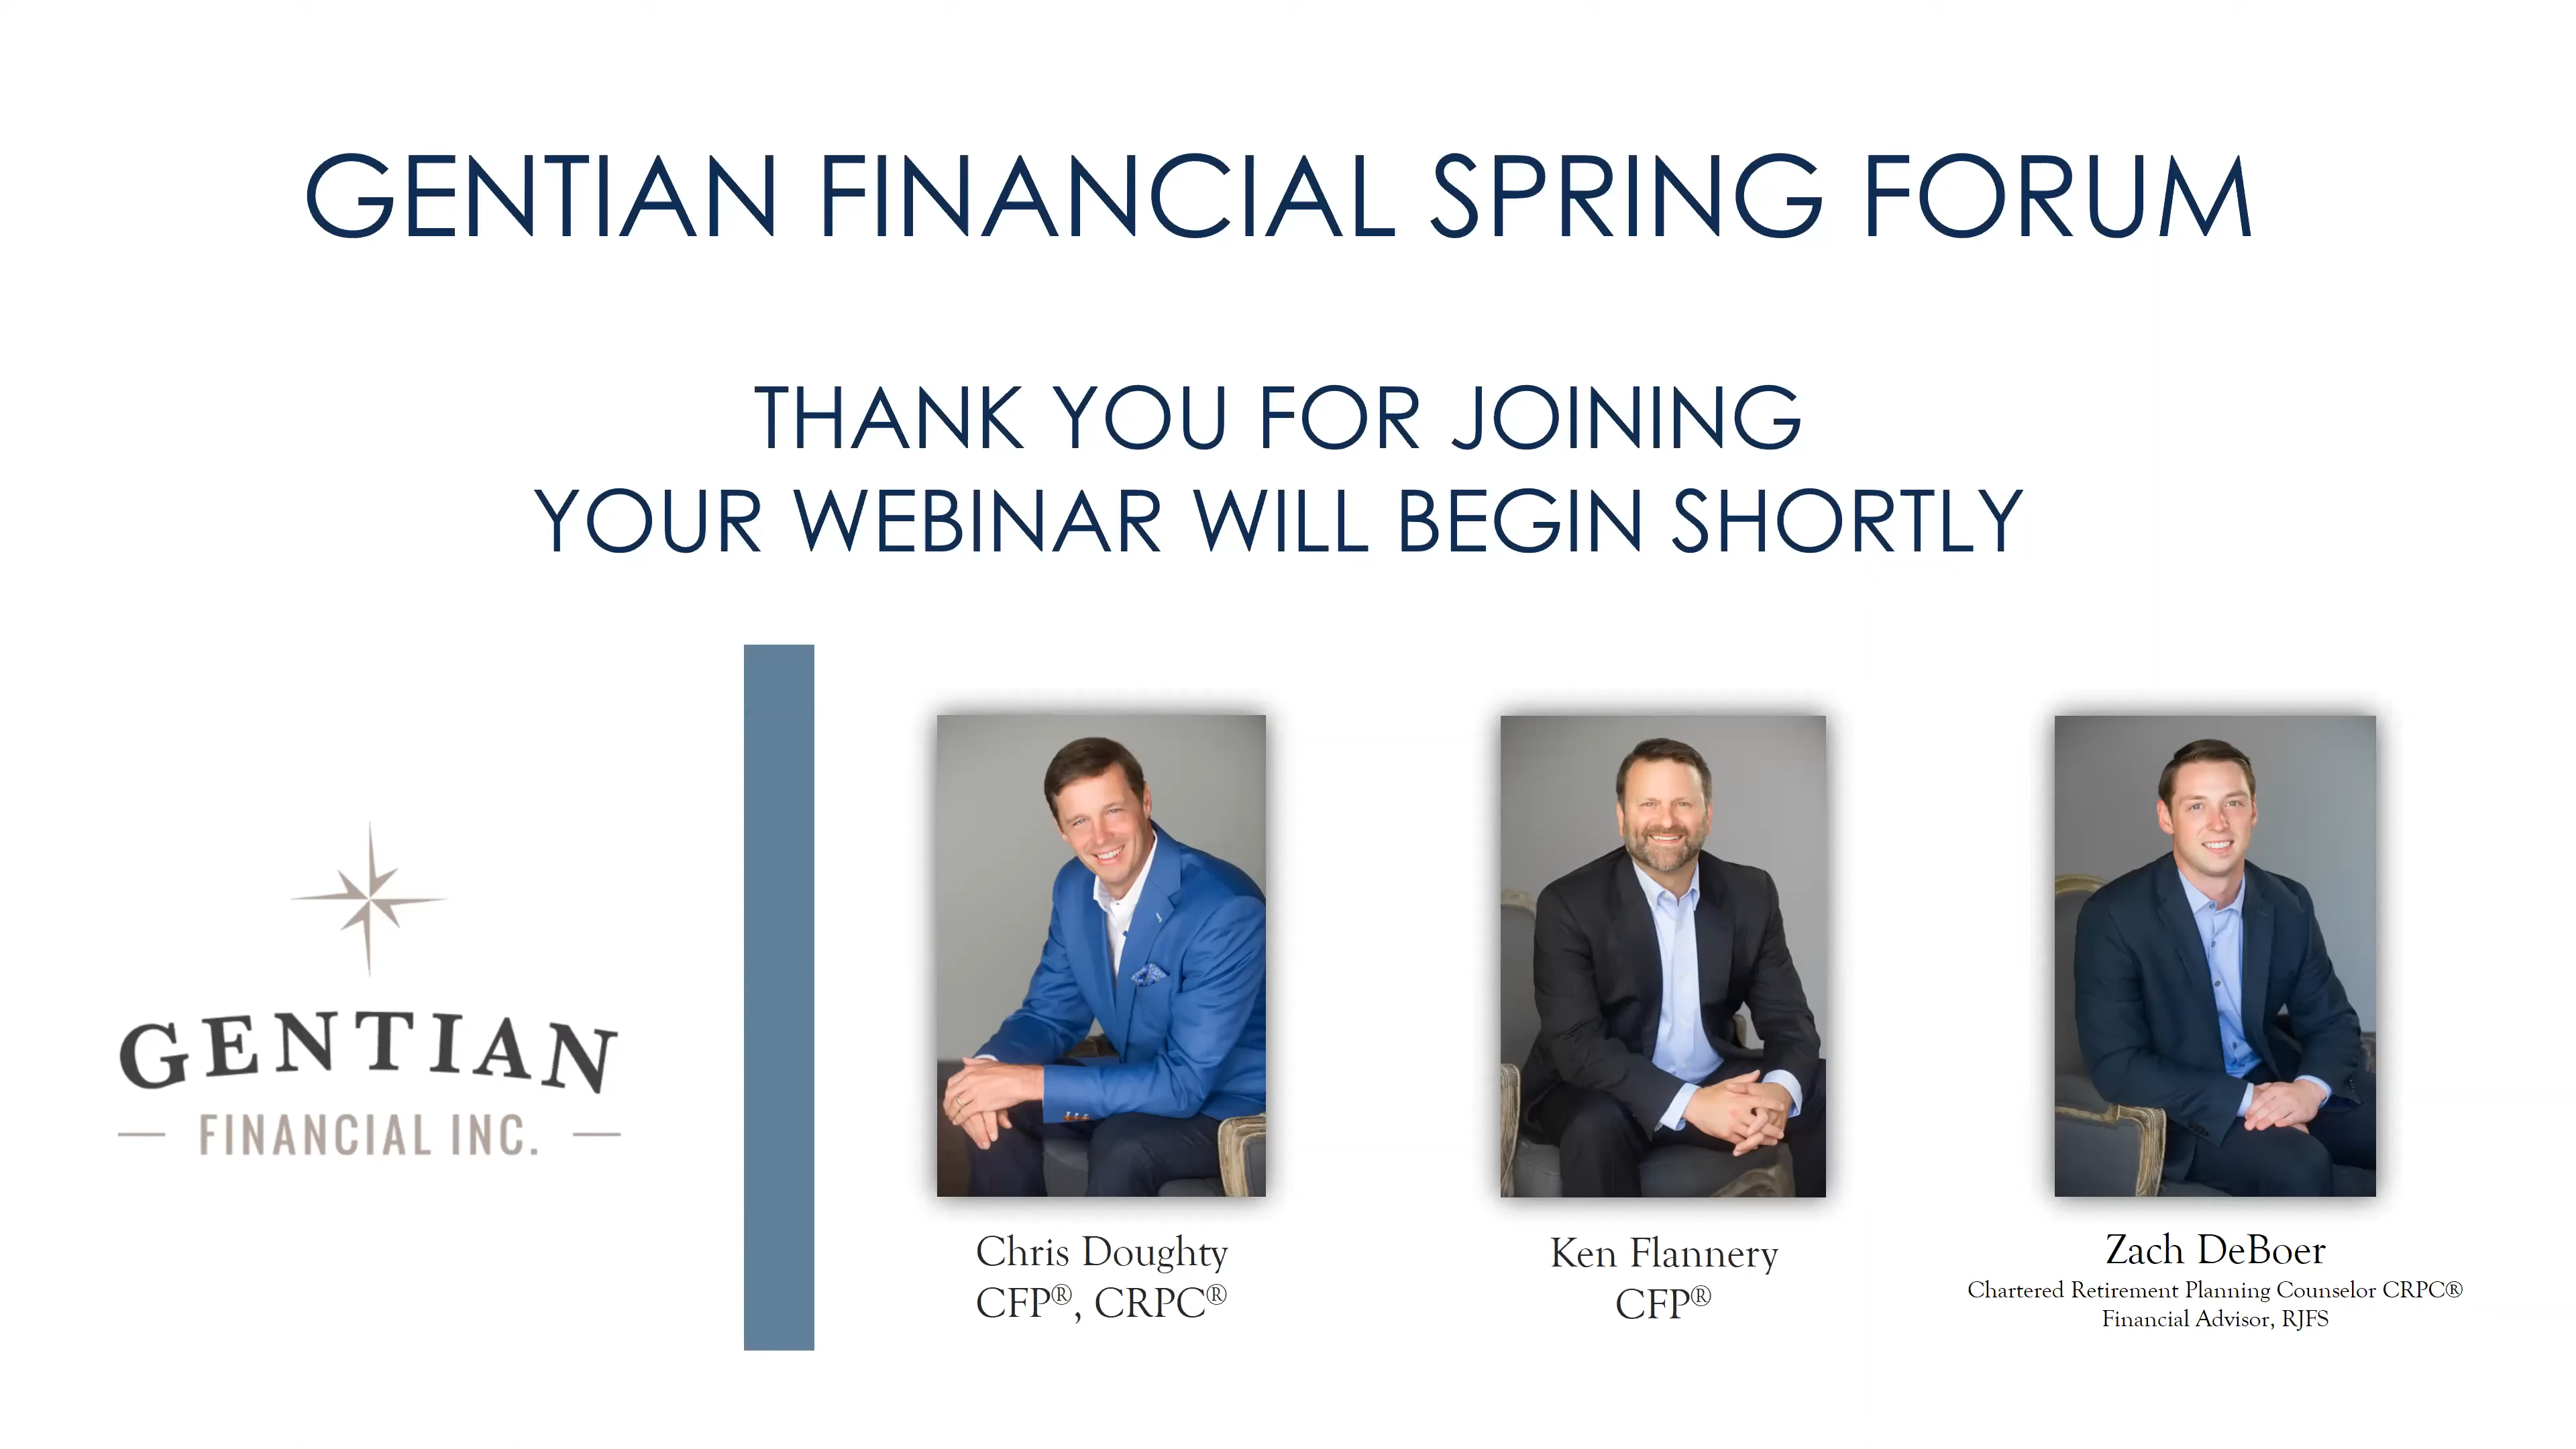 GENTIAN FINANCIAL SPRING FORUM
THANK YOU FOR JOINING
YOUR WEBINAR WILL BEGIN SHORTLY
GENTIAN
FINANCIAL INC.
Chris Doughty
CFP®, CRPC®
Ken Flannery
CFP®
Zach DeBoer
Chartered Retirement Planning Counselor CRPC®
Financial Advisor, RJFS